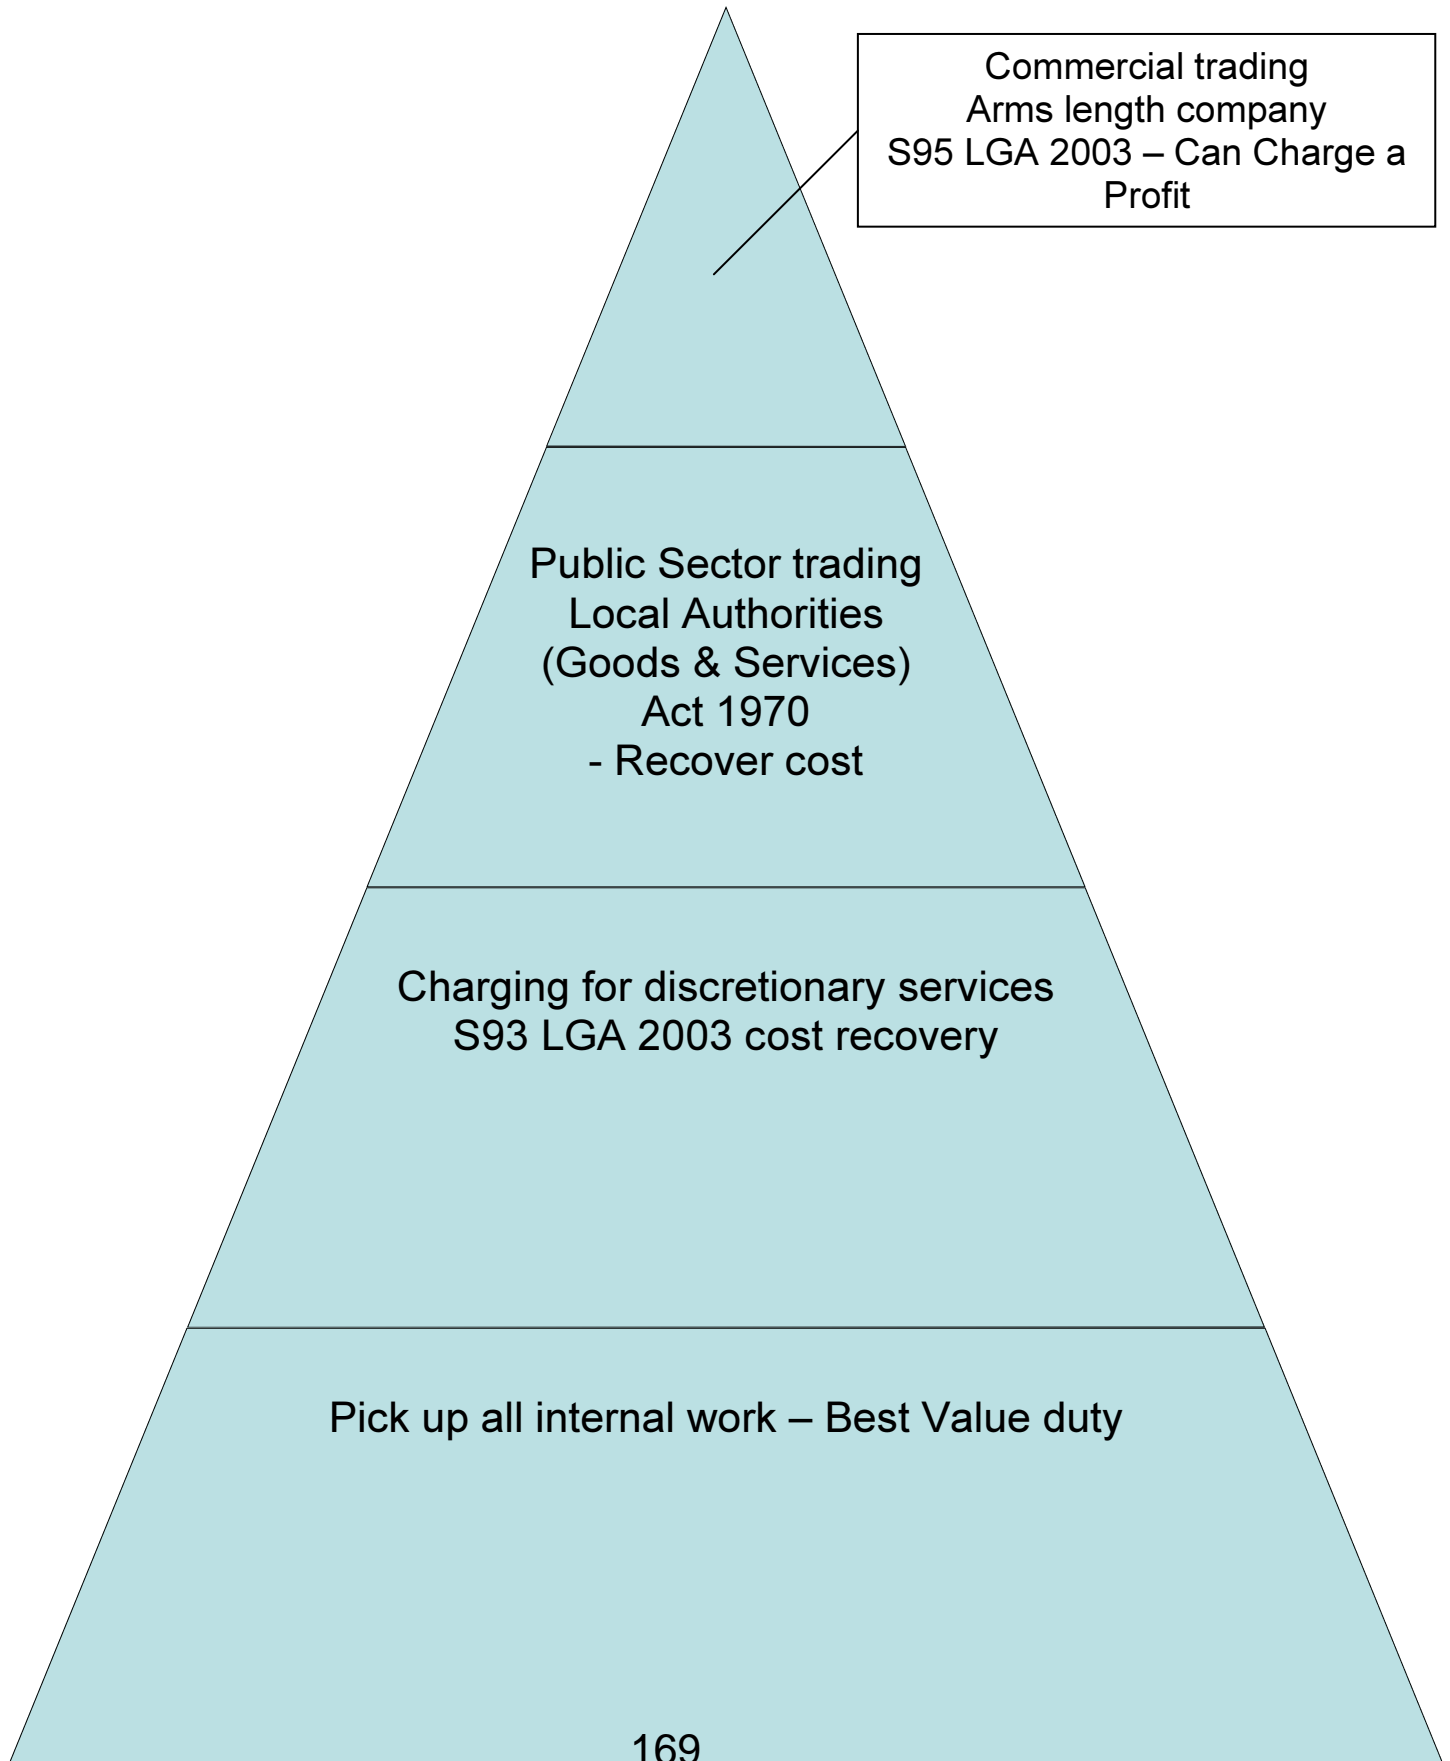 Commercial trading
Arms length company
S95 LGA 2003 – Can Charge a
Profit
Public Sector trading
Local Authorities
(Goods & Services)
Act 1970
- Recover cost
Charging for discretionary services
S93 LGA 2003 cost recovery
Pick up all internal work – Best Value duty
169